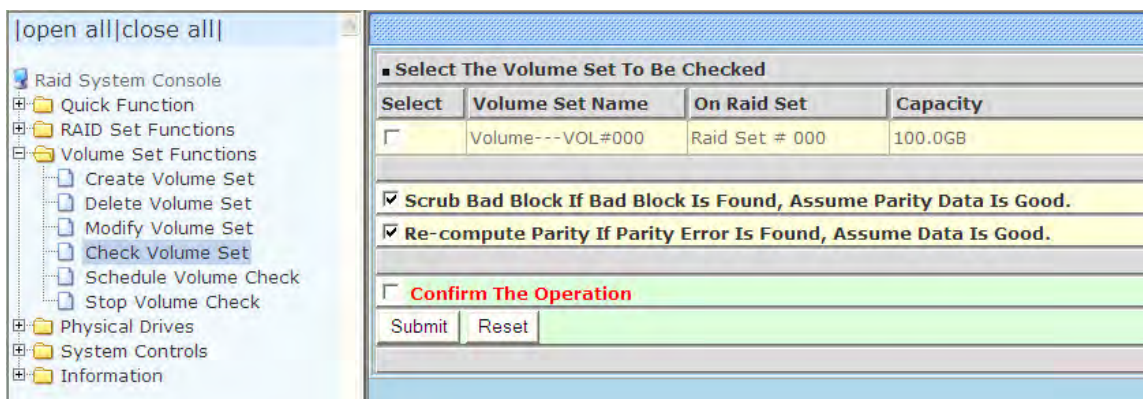 |open all|close all|
Raid System Console
Quick Function
RAID Set Functions
Volume Set Functions
Create Volume Set
Delete Volume Set
Modify Volume Set
Check Volume Set
Schedule Volume Check
Stop Volume Check
Physical Drives
System Controls
Information
Select The Volume Set To Be Checked
Select Volume Set Name On Raid Set Capacity
Volume---VOL#000 Raid Set # 000 100.0GB
Scrub Bad Block If Bad Block Is Found, Assume Parity Data Is Good.
Re-compute Parity If Parity Error Is Found, Assume Data Is Good.
Confirm The Operation
Submit Reset